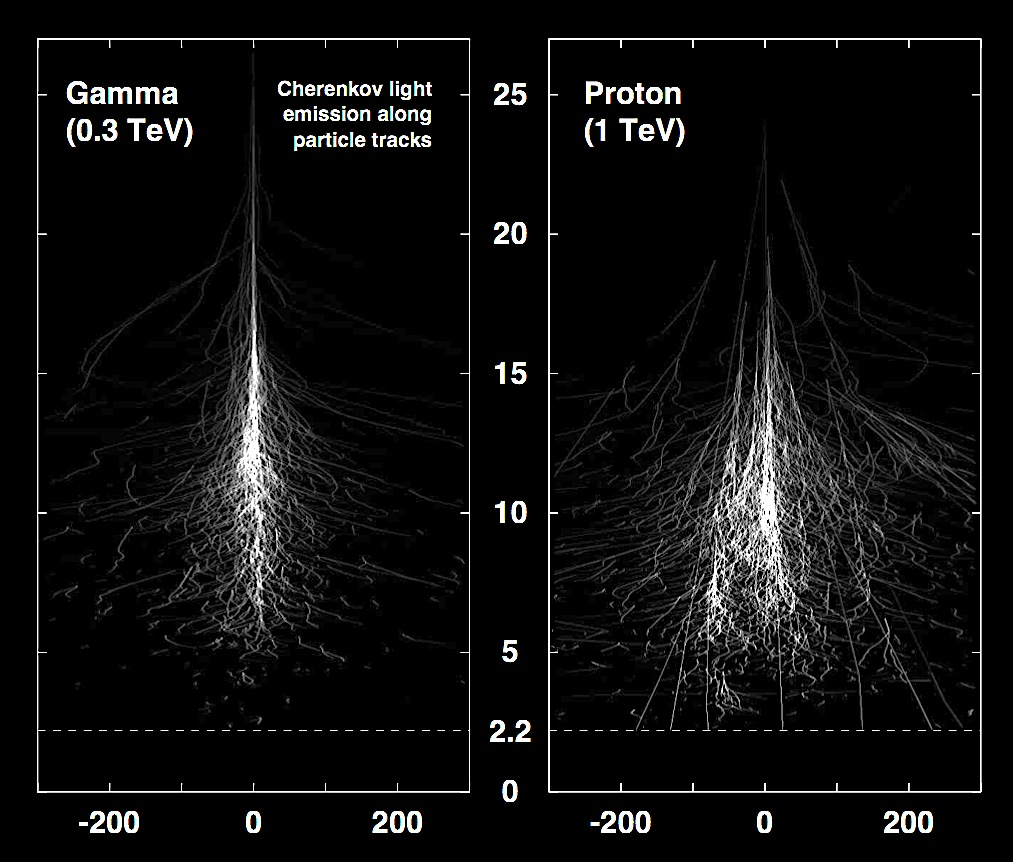 Gamma
(0.3 TeV)
Cherenkov light
emission along
particle tracks
25
20
15
10
5
2.2
0
Proton
(1 TeV)
-200
0
200
-200
0
200